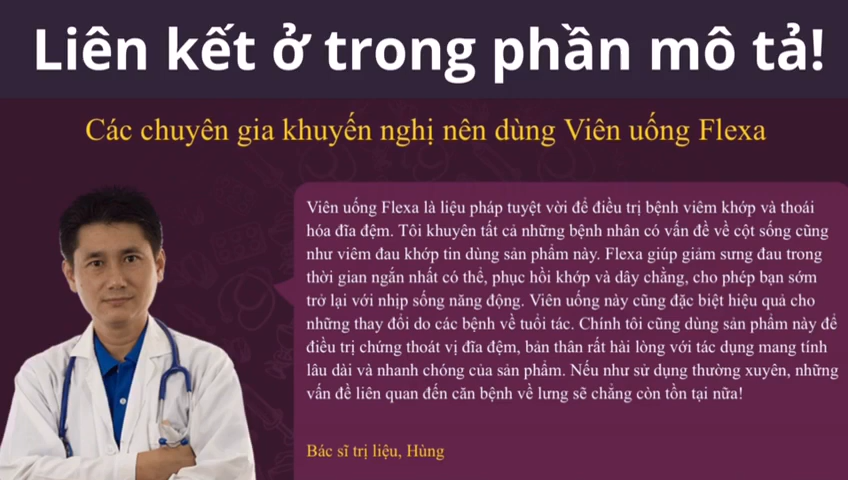 Liên kết ở trong phần mô tả!
Các chuyên gia khuyến nghị nên dùng Viên uống Flexa
Viên uống Flexa là liệu pháp tuyệt vời để điều trị bệnh viêm khớp và thoái
hóa đĩa đệm. Tôi khuyên tất cả những bệnh nhân có vấn đề về cột sống cũng
như viêm đau khớp tin dùng sản phẩm này. Flexa giúp giảm sưng đau trong
thời gian ngắn nhất có thể, phục hồi khớp và dây chằng, cho phép bạn sớm
trở lại với nhịp sống năng động. Viên uống này cũng đặc biệt hiệu quả cho
những thay đổi do các bệnh về tuổi tác. Chính tôi cũng dùng sản phẩm này để
điều trị chứng thoát vị đĩa đệm, bản thân rất hài lòng với tác dụng mang tính
lâu dài và nhanh chóng của sản phẩm. Nếu như sử dụng thường xuyên, những
vấn đề liên quan đến căn bệnh về lưng sẽ chẳng còn tồn tại nữa!
Bác sĩ trị liệu, Hùng